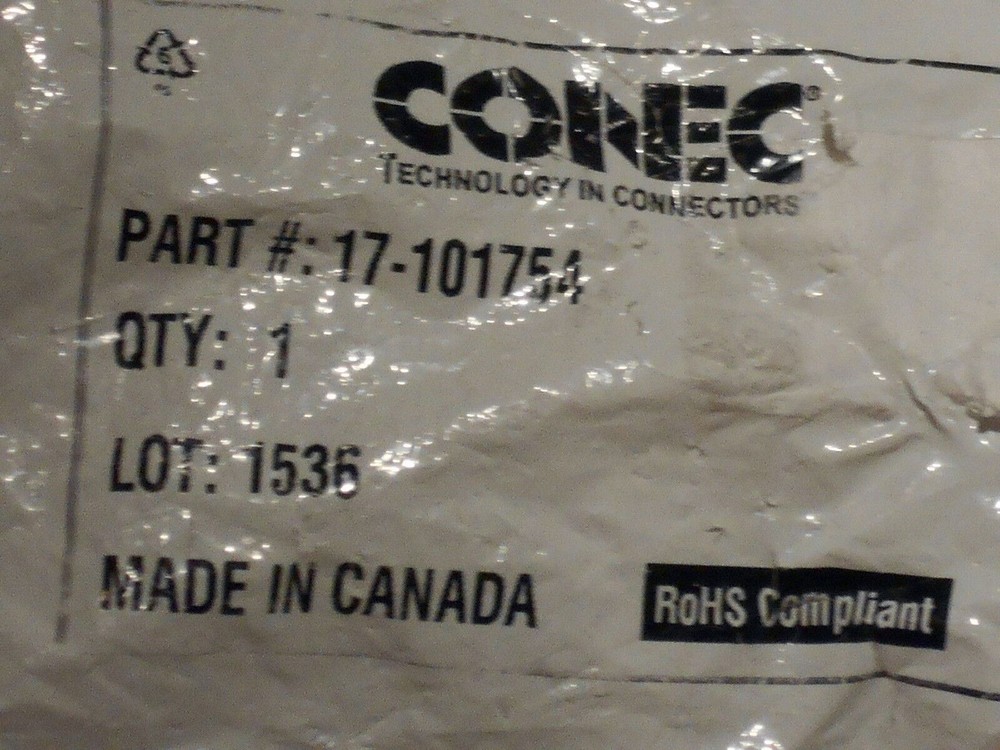 CONEC®
TECHNOLOGY IN CONNECTORS
PART #: 17-101754
QTY: 1
LOT: 1536
MADE IN CANADA
RoHS Compliant